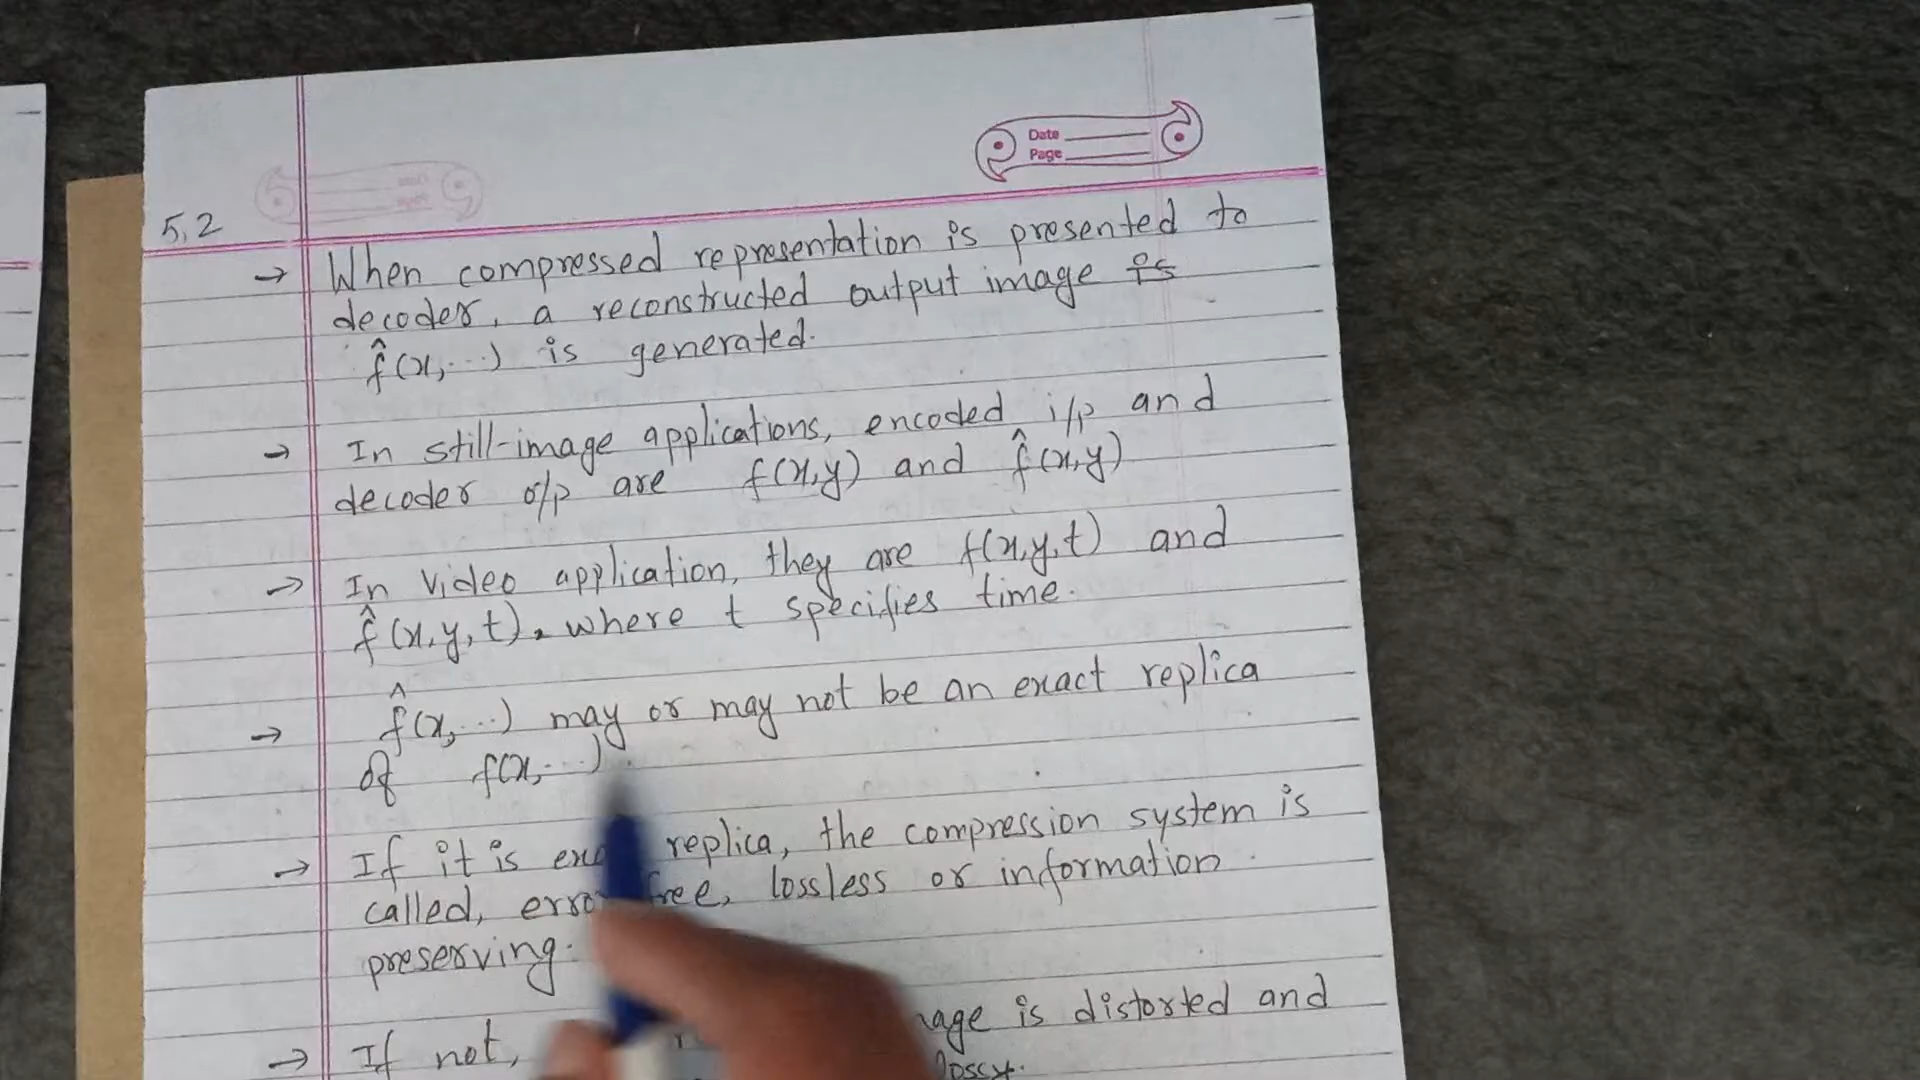 Date
Page
5.2
→ When compressed representation is presented to
decoder, a reconstructed output image is
f̂(x,...) is generated.
→ In still-image applications, encoded i/p and
decoder o/p are f(x,y) and f̂(x,y)
→ In video application, they are f(x,y,t) and
f̂(x,y,t), where t specifies time.
→ f̂(x,...) may or may not be an exact replica
of f(x,...).
→ If it is replica, the compression system is
called, free, lossless or information
preserving.
→ If not, is distorted and
lossy.